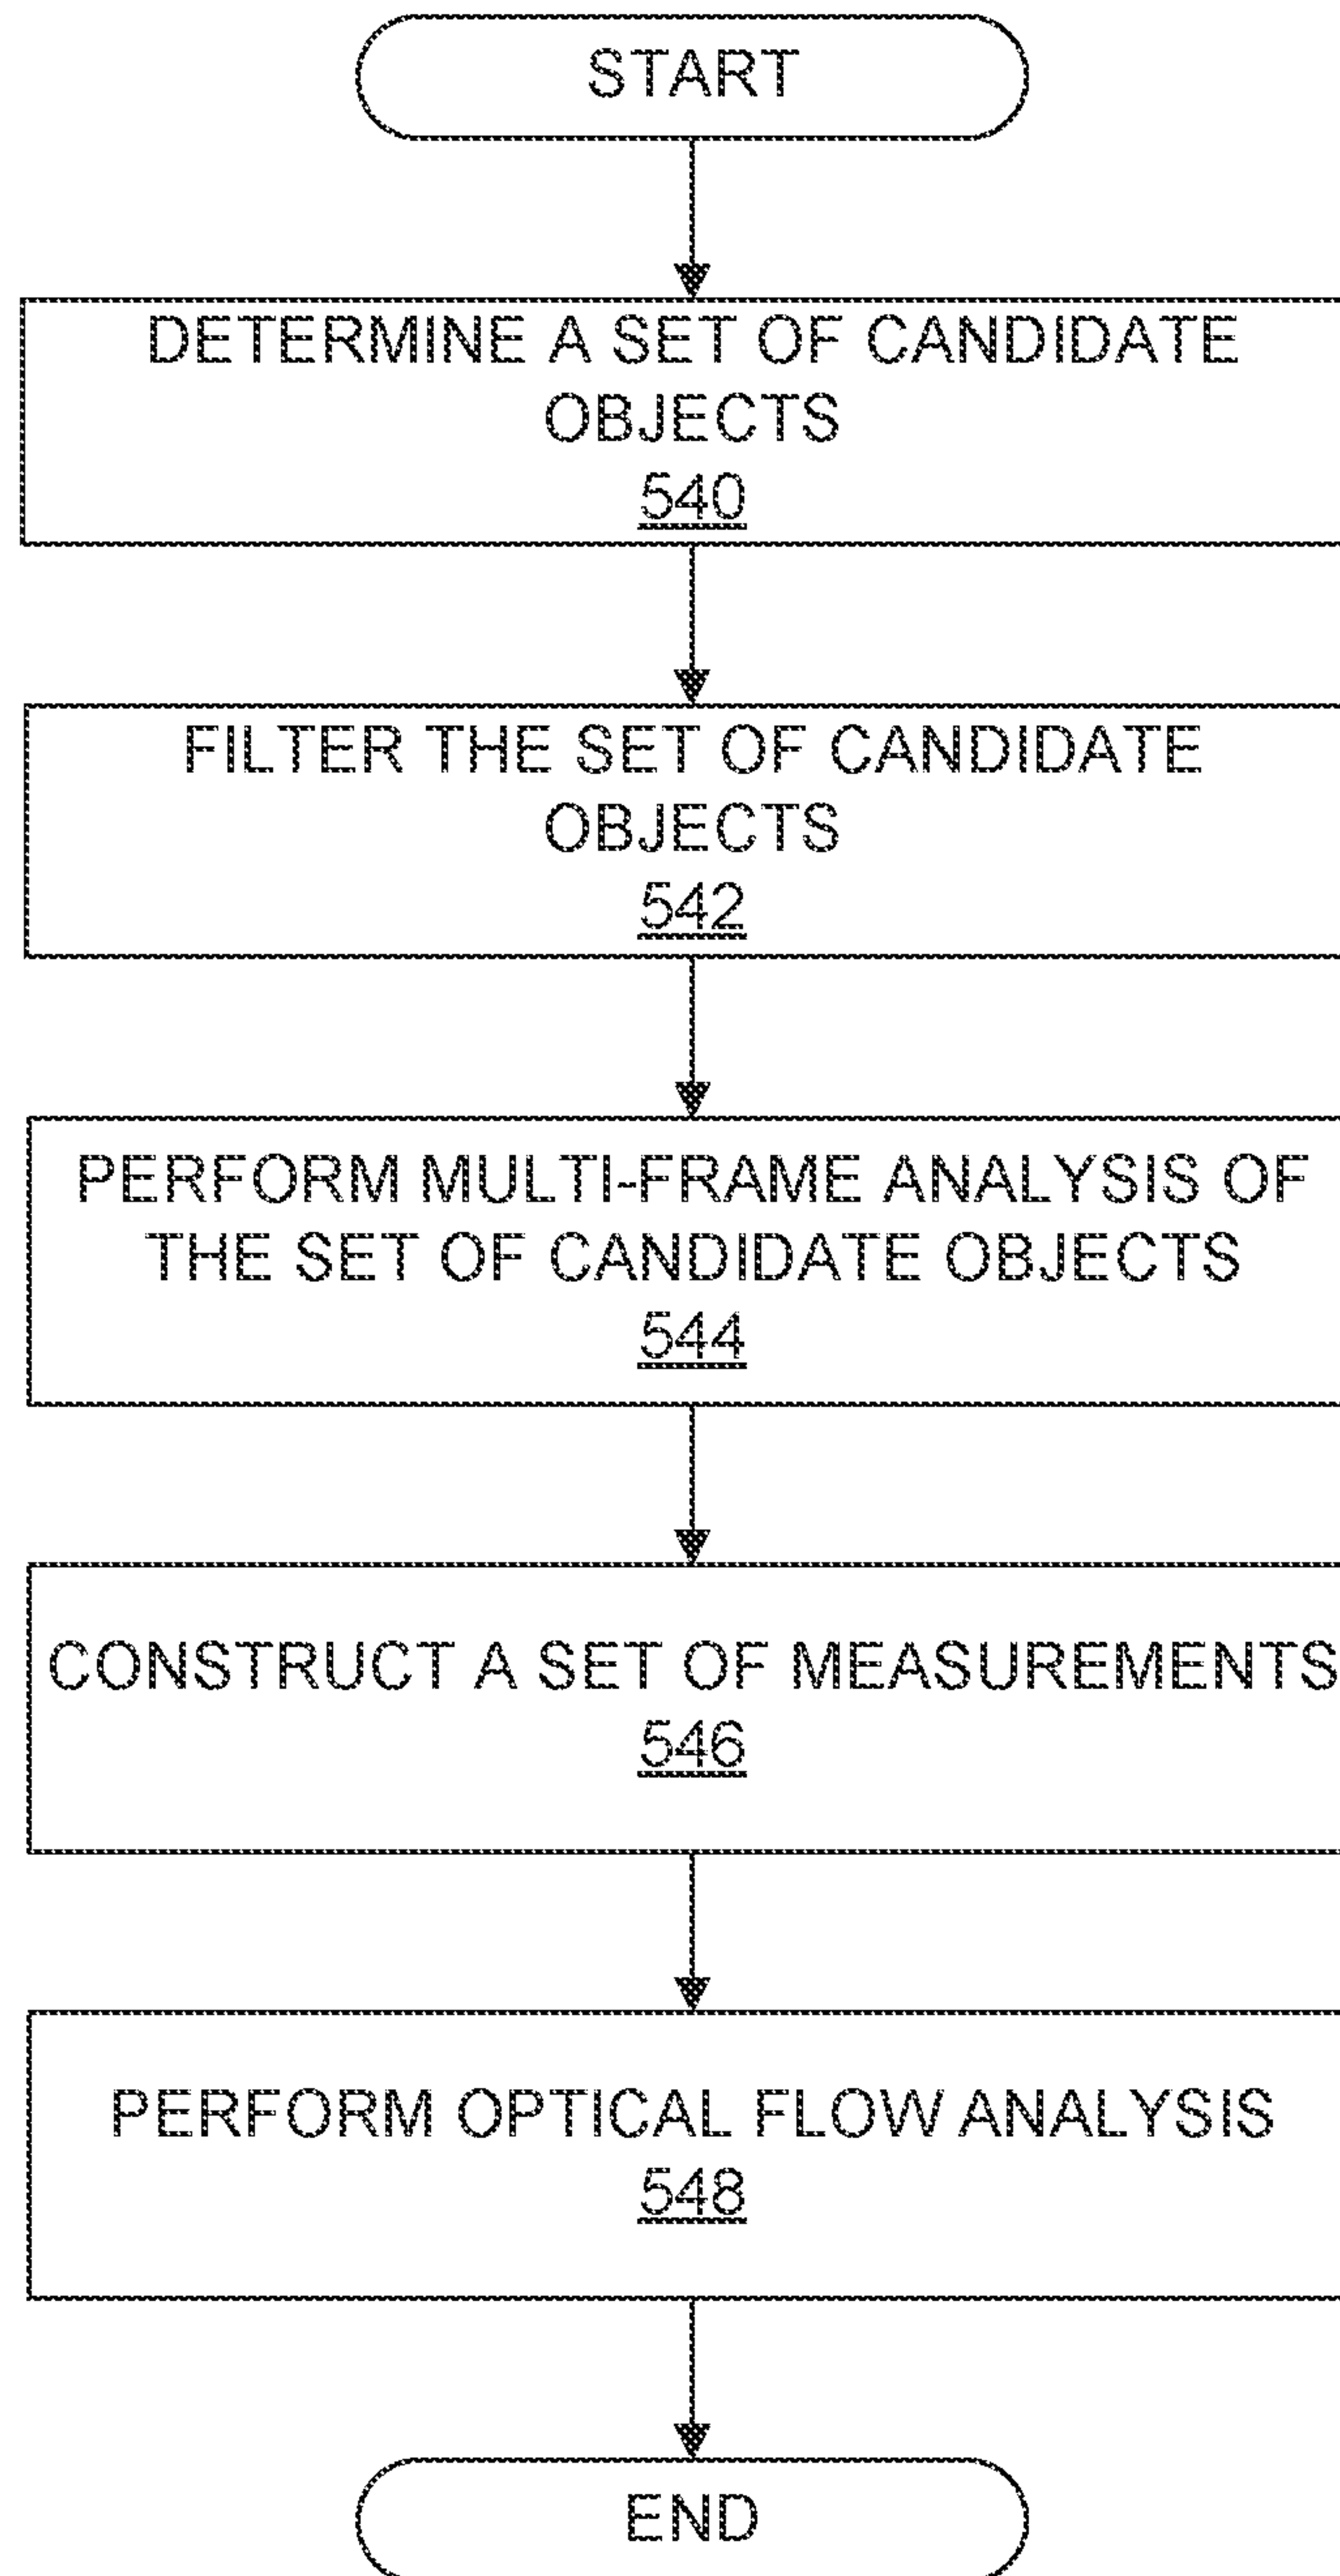 START
DETERMINE A SET OF CANDIDATE
OBJECTS
540
FILTER THE SET OF CANDIDATE
OBJECTS
542
PERFORM MULTI-FRAME ANALYSIS OF
THE SET OF CANDIDATE OBJECTS
544
CONSTRUCT A SET OF MEASUREMENTS
546
PERFORM OPTICAL FLOW ANALYSIS
548
END